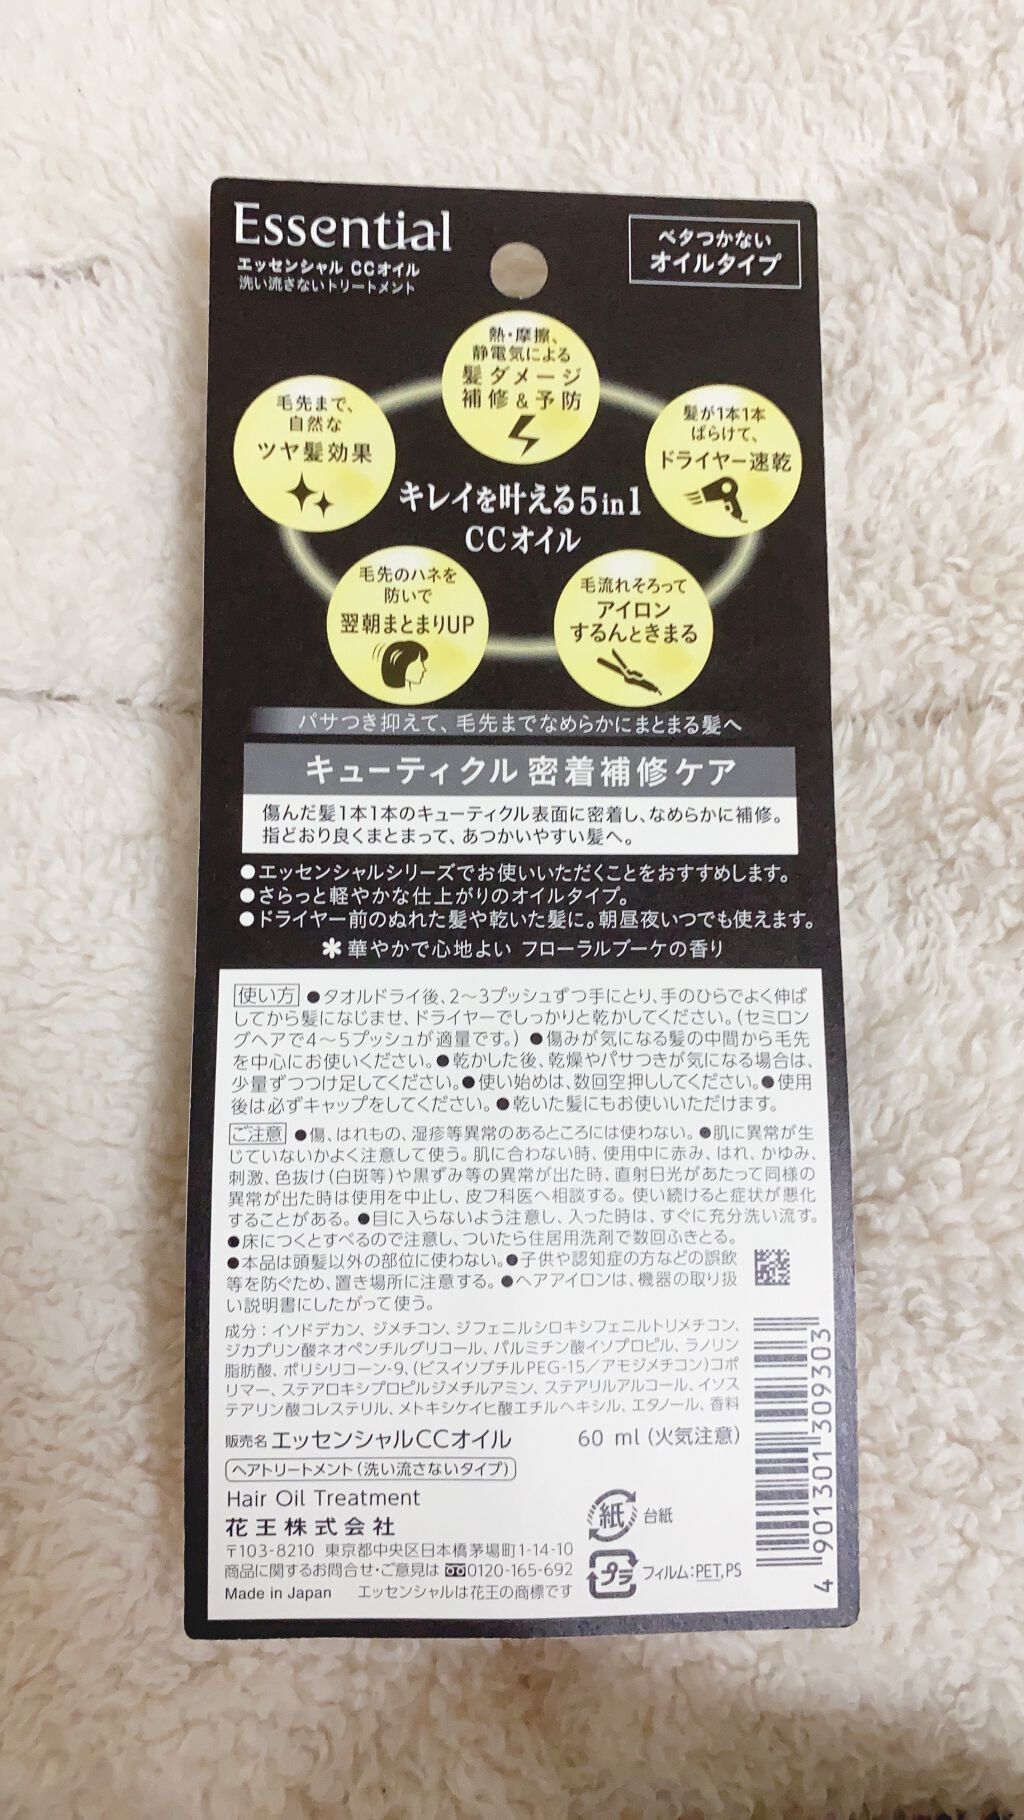 Essential
エッセンシャル CCオイル
洗い流さないトリートメント
ベタつかない
オイルタイプ
熱・摩擦、
静電気による
髪ダメージ
補修&予防
毛先まで、
自然な
ツヤ髪効果
髪が1本1本
ばらけて、
ドライヤー速乾
キレイを叶える5in1
CCオイル
毛先のハネを
防いで
翌朝まとまりUP
毛流れそろって
アイロン
するんときまる
パサつき抑えて、毛先までなめらかにまとまる髪へ
キューティクル 密着補修ケア
傷んだ髪1本1本のキューティクル表面に密着し、なめらかに補修。
指どおり良くまとまって、あつかいやすい髪へ。
●エッセンシャルシリーズでお使いいただくことをおすすめします。
●さらっと軽やかな仕上がりのオイルタイプ。
●ドライヤー前のぬれた髪や乾いた髪に。朝昼夜いつでも使えます。
＊華やかで心地よい フローラルブーケの香り
使い方 ●タオルドライ後、2〜3プッシュずつ手にとり、手のひらでよく伸ば
してから髪になじませ、ドライヤーでしっかりと乾かしてください。(セミロン
グヘアで4〜5プッシュが適量です。) ●傷みが気になる髪の中間から毛先
を中心にお使いください。●乾かした後、乾燥やパサつきが気になる場合は、
少量ずつつけ足してください。●使い始めは、数回空押ししてください。●使用
後は必ずキャップをしてください。●乾いた髪にもお使いいただけます。
ご注意 ●傷、はれもの、湿疹等異常のあるところには使わない。●肌に異常が生
じていないかよく注意して使う。肌に合わない時、使用中に赤み、はれ、かゆみ、
刺激、色抜け(白斑等)や黒ずみ等の異常が出た時、直射日光があたって同様の
異常が出た時は使用を中止し、皮フ科医へ相談する。使い続けると症状が悪化
することがある。●目に入らないよう注意し、入った時は、すぐに充分洗い流す。
●床につくとすべるので注意し、ついたら住居用洗剤で数回ふきとる。
●本品は頭髪以外の部位に使わない。●子供や認知症の方などの誤飲
等を防ぐため、置き場所に注意する。●ヘアアイロンは、機器の取り扱
い説明書にしたがって使う。
成分：イソドデカン、ジメチコン、ジフェニルシロキシフェニルトリメチコン、
ジカプリン酸ネオペンチルグリコール、パルミチン酸イソプロピル、ラノリン
脂肪酸、ポリシリコーン-9、(ビスイソブチルPEG-15／アモジメチコン)コポ
リマー、ステアロキシプロピルジメチルアミン、ステアリルアルコール、イソス
テアリン酸コレステリル、メトキシケイヒ酸エチルヘキシル、エタノール、香料
販売名 エッセンシャルCCオイル 60 ml (火気注意)
ヘアトリートメント(洗い流さないタイプ)
Hair Oil Treatment
花王株式会社
〒103-8210 東京都中央区日本橋茅場町1-14-10
商品に関するお問合せ・ご意見は 0120-165-692
Made in Japan エッセンシャルは花王の商標です
紙 台紙
プラ フィルム:PET,PS
4 901301 309303